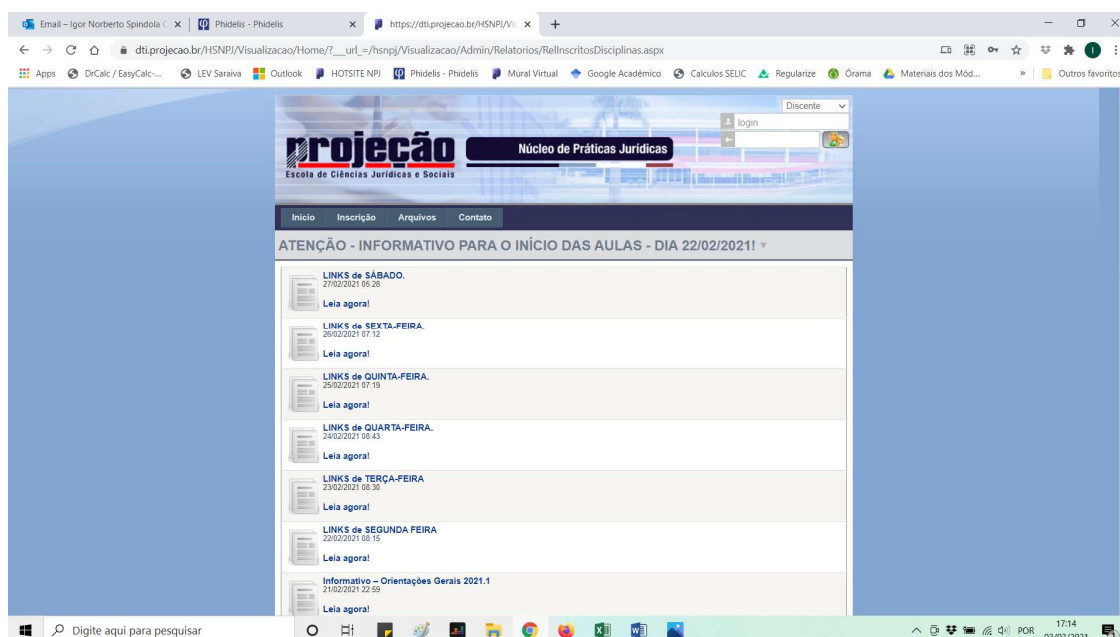 Email – Igor Norberto Spindola C
Phidelis - Phidelis
https://dti.projecao.br/HSNPJ/Vis
dti.projecao.br/HSNPJ/Visualizacao/Home/?__url_=/hsnpj/Visualizacao/Admin/Relatorios/RelInscritosDisciplinas.aspx
Apps DrCalc / EasyCalc-... LEV Saraiva Outlook HOTSITE NPJ Phidelis - Phidelis Mural Virtual Google Acadêmico Calculos SELIC Regularize Órama Materiais dos Mód... » Outros favoritos
Discente
login
projeção
Núcleo de Práticas Jurídicas
Escola de Ciências Jurídicas e Sociais
Início Inscrição Arquivos Contato
ATENÇÃO - INFORMATIVO PARA O INÍCIO DAS AULAS - DIA 22/02/2021!
LINKS de SÁBADO.
27/02/2021 05:28
Leia agora!
LINKS de SEXTA-FEIRA.
26/02/2021 07:12
Leia agora!
LINKS de QUINTA-FEIRA.
25/02/2021 07:19
Leia agora!
LINKS de QUARTA-FEIRA.
24/02/2021 08:43
Leia agora!
LINKS de TERÇA-FEIRA
23/02/2021 08:30
Leia agora!
LINKS de SEGUNDA FEIRA
22/02/2021 08:15
Leia agora!
Informativo – Orientações Gerais 2021.1
21/02/2021 22:59
Leia agora!
Digite aqui para pesquisar
POR
17:14
03/03/2021